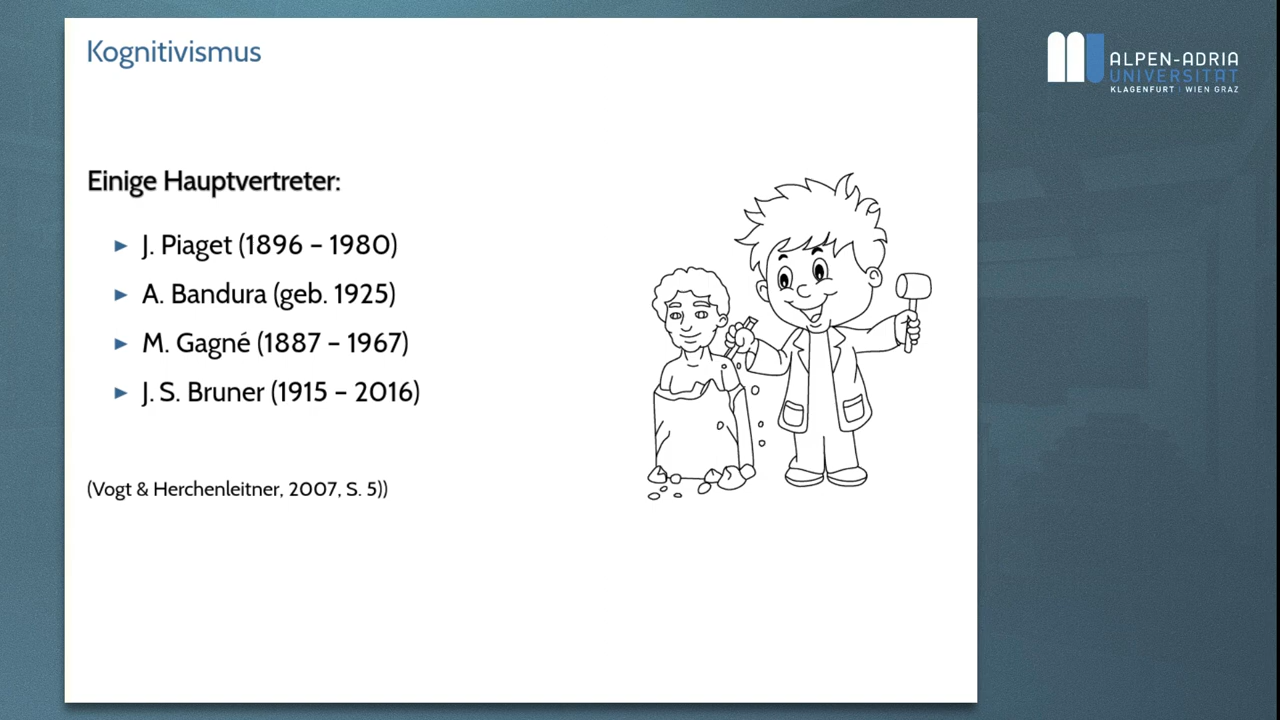 Kognitivismus
Einige Hauptvertreter:
J. Piaget (1896 – 1980)
A. Bandura (geb. 1925)
M. Gagné (1887 – 1967)
J. S. Bruner (1915 – 2016)
(Vogt & Herchenleitner, 2007, S. 5))
ALPEN-ADRIA
UNIVERSITÄT
KLAGENFURT | WIEN GRAZ